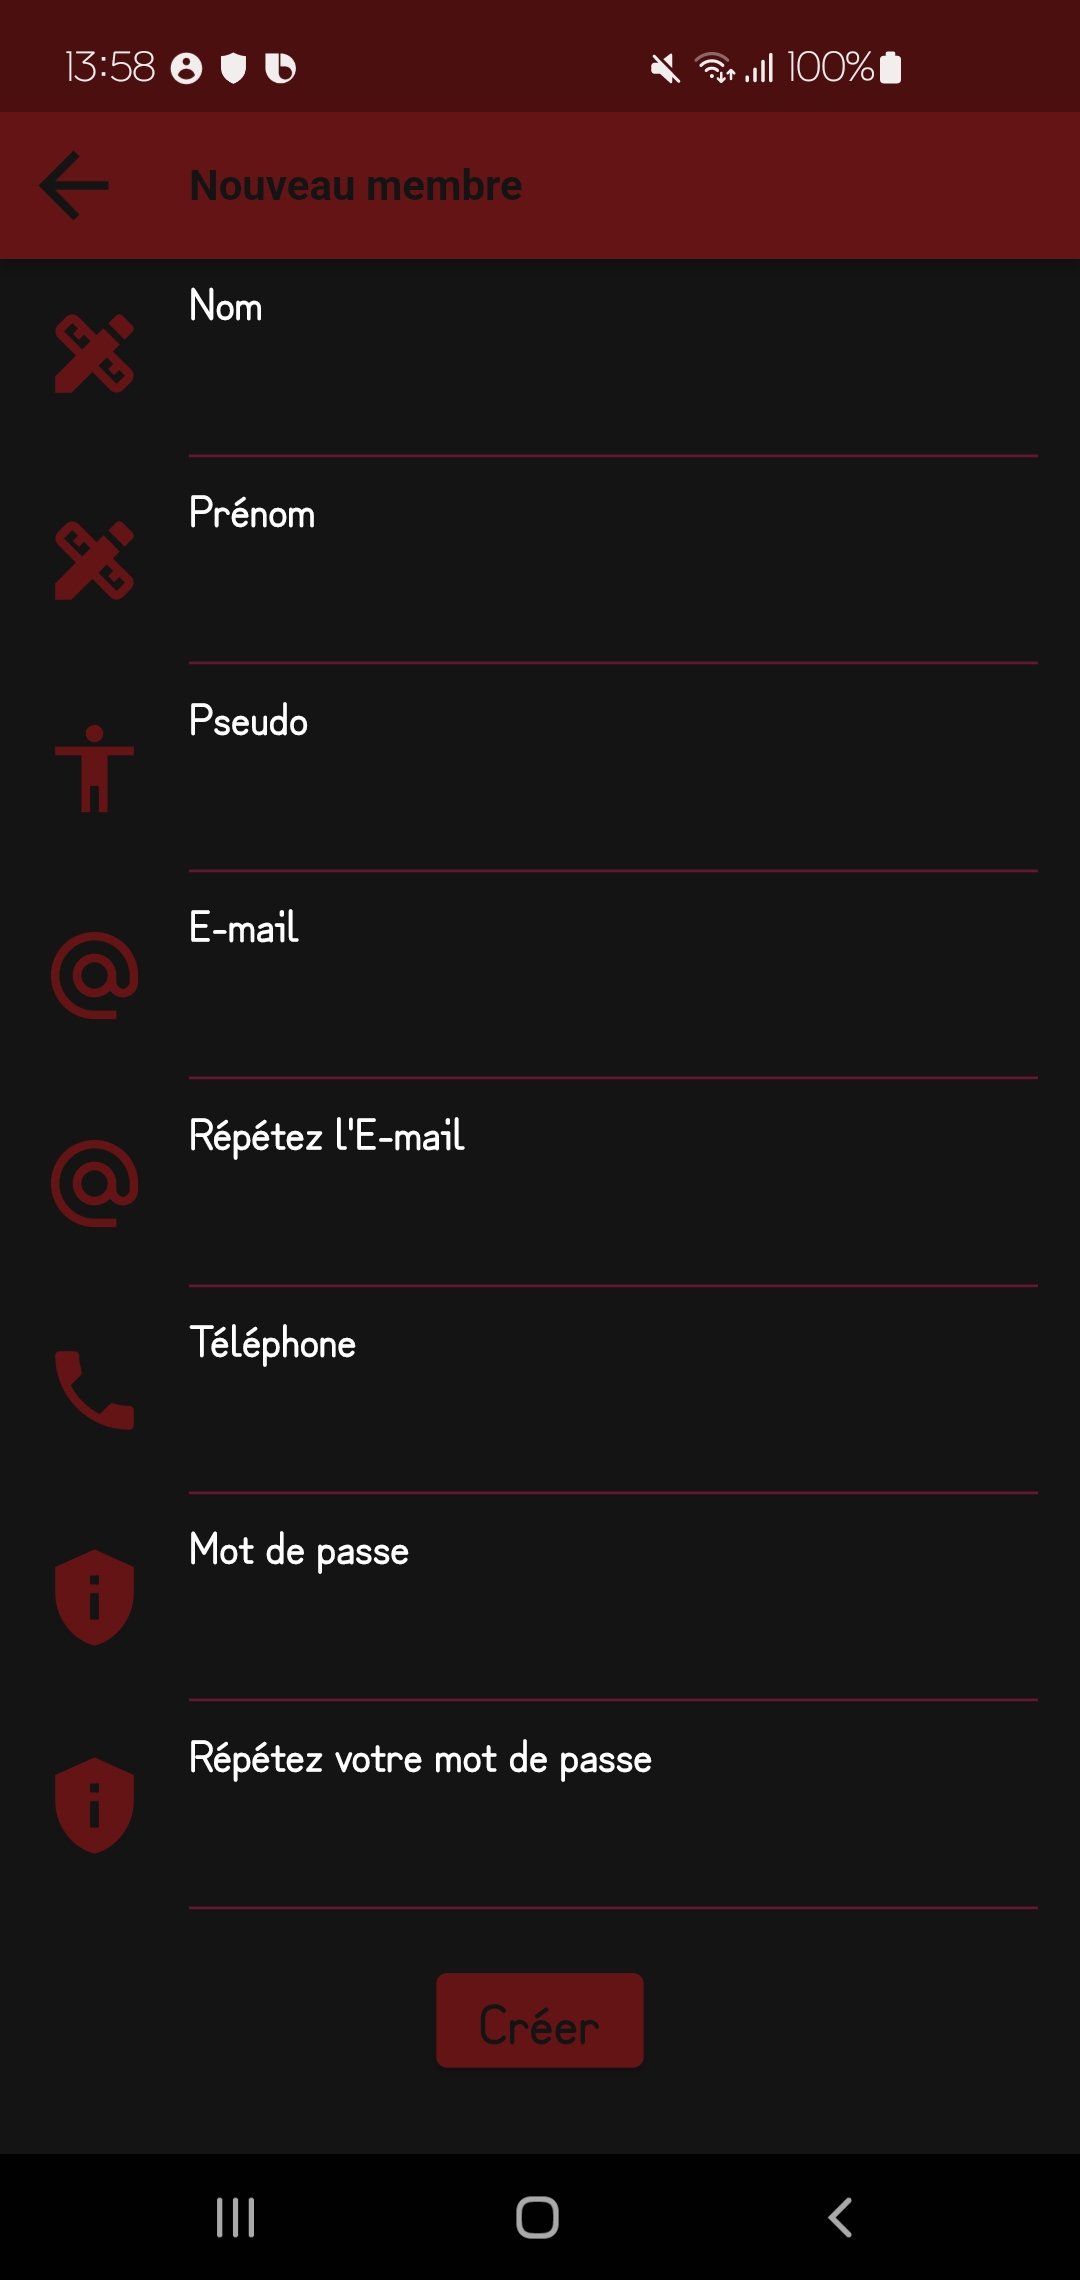 13:58 100%
Nouveau membre
Nom
Prénom
Pseudo
E-mail
Répétez l'E-mail
Téléphone
Mot de passe
Répétez votre mot de passe
Créer